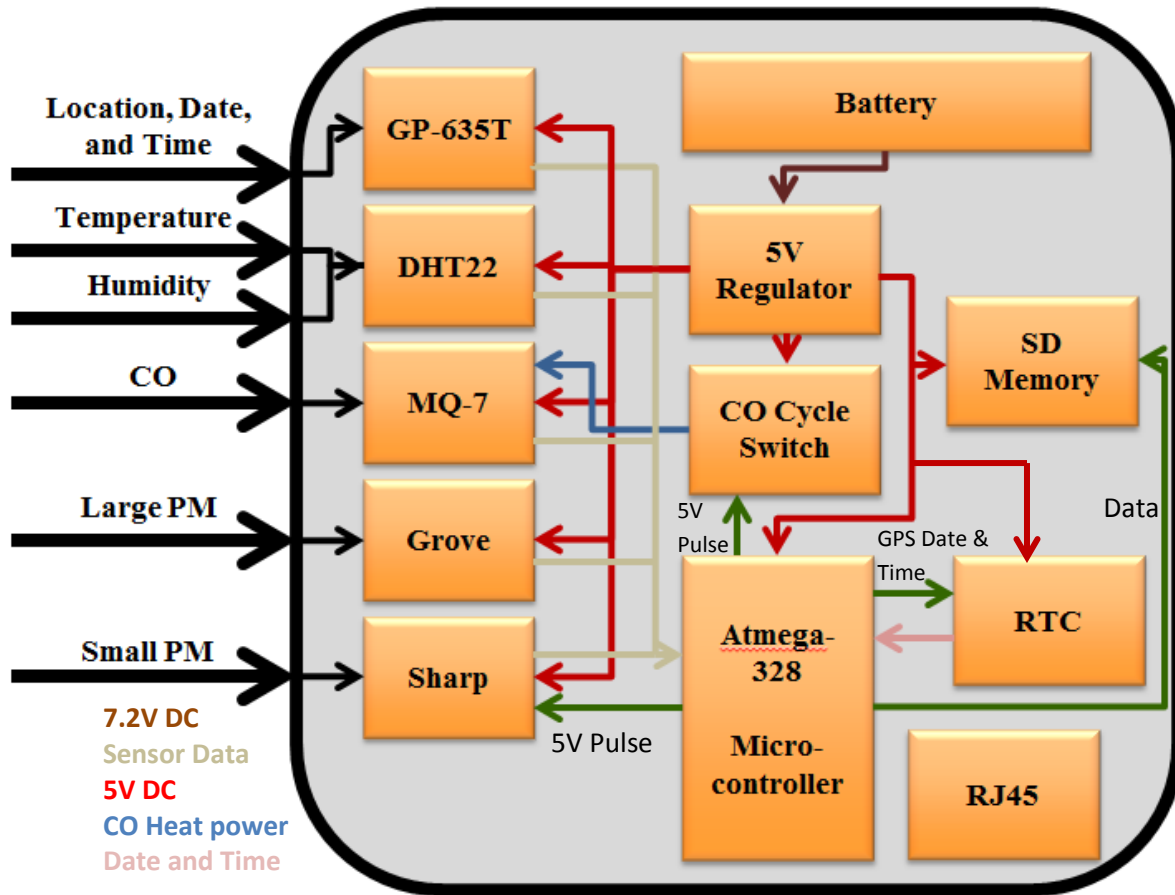 Location, Date,
and Time
Temperature
Humidity
CO
Large PM
Small PM
7.2V DC
Sensor Data
5V DC
CO Heat power
Date and Time
GP-635T
DHT22
MQ-7
Grove
Sharp
5V Pulse
Battery
5V
Regulator
CO Cycle
Switch
5V
Pulse
SD
Memory
Data
GPS Date &
Time
Atmega-
328
Micro-
controller
RTC
RJ45